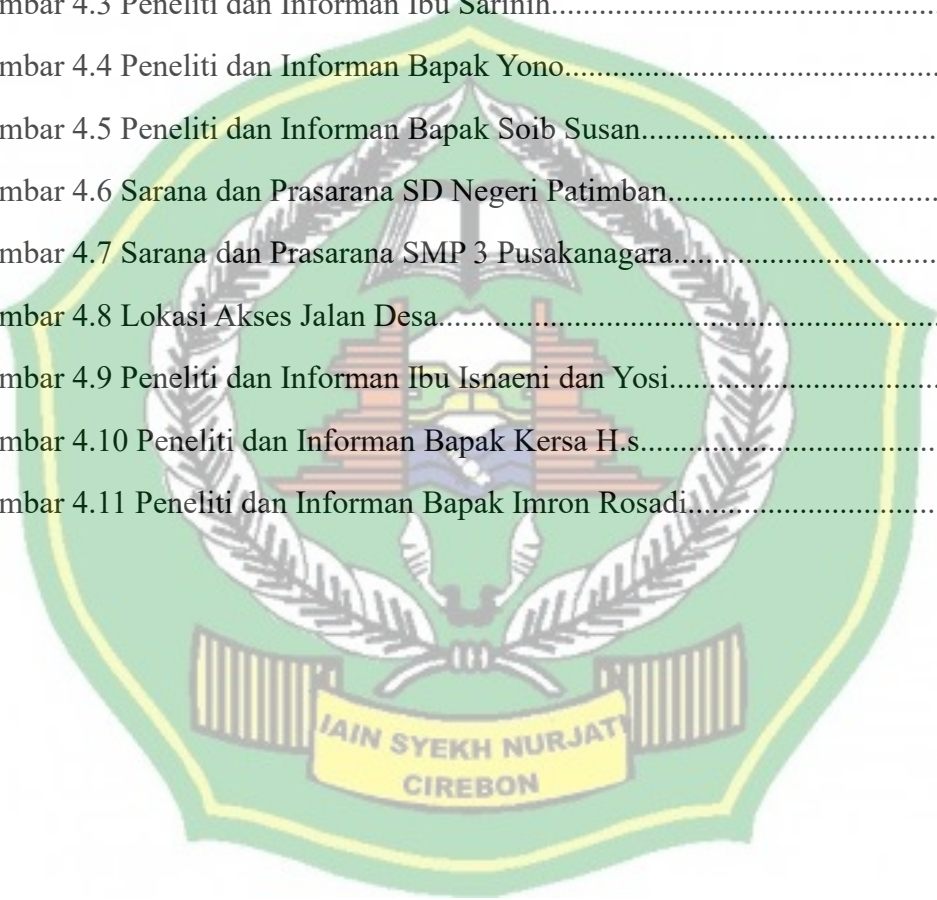 mbar 4.3 Peneliti dan Informan Ibu Sarinih
mbar 4.4 Peneliti dan Informan Bapak Yono
mbar 4.5 Peneliti dan Informan Bapak Soib Susan
mbar 4.6 Sarana dan Prasarana SD Negeri Patimban
mbar 4.7 Sarana dan Prasarana SMP 3 Pusakanagara
mbar 4.8 Lokasi Akses Jalan Desa
mbar 4.9 Peneliti dan Informan Ibu Isnaeni dan Yosi
mbar 4.10 Peneliti dan Informan Bapak Kersa H.s
mbar 4.11 Peneliti dan Informan Bapak Imron Rosadi
IAIN SYEKH NURJATI
CIREBON